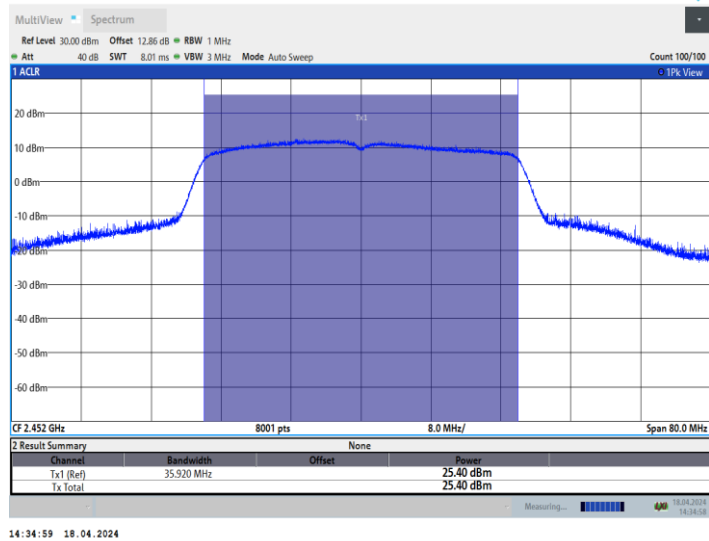 MultiView Spectrum
Ref Level 30.00 dBm Offset 12.86 dB RBW 1 MHz
Att 40 dB SWT 8.01 ms VBW 3 MHz Mode Auto Sweep Count 100/100
1 ACLR 1Pk View
Tx1
20 dBm
10 dBm
0 dBm
-10 dBm
-20 dBm
-30 dBm
-40 dBm
-50 dBm
-60 dBm
CF 2.452 GHz 8001 pts 8.0 MHz/ Span 80.0 MHz
2 Result Summary None
Channel Bandwidth Offset Power
Tx1 (Ref) 35.920 MHz 25.40 dBm
Tx Total 25.40 dBm
Measuring... 18.04.2024
14:34:58
14:34:59 18.04.2024